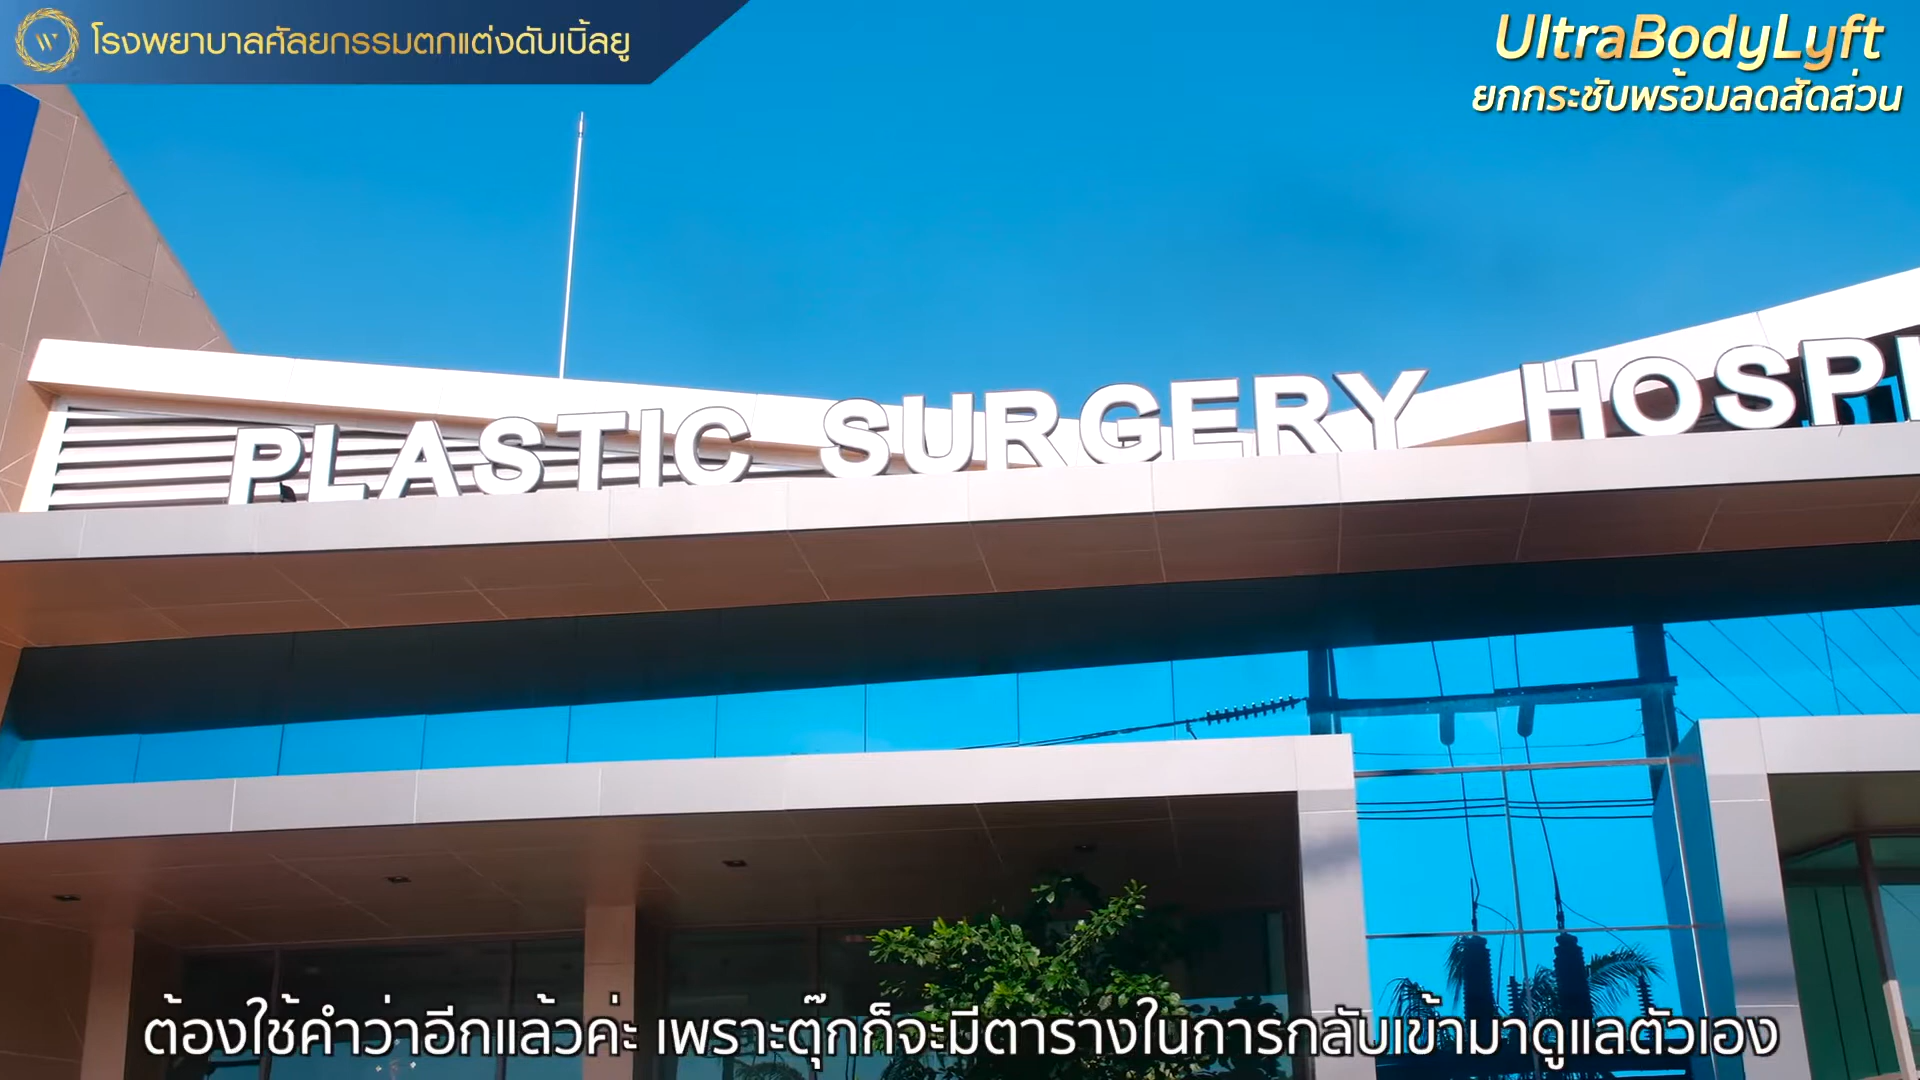 W โรงพยาบาลศัลยกรรมตกแต่งดับเบิ้ลยู
UltraBodyLyft
ยกกระชับพร้อมลดสัดส่วน
PLASTIC SURGERY HOSPI
ต้องใช้คำว่าอีกแล้วค่ะ เพราะตุ๊กก็จะมีตารางในการกลับเข้ามาดูแลตัวเอง